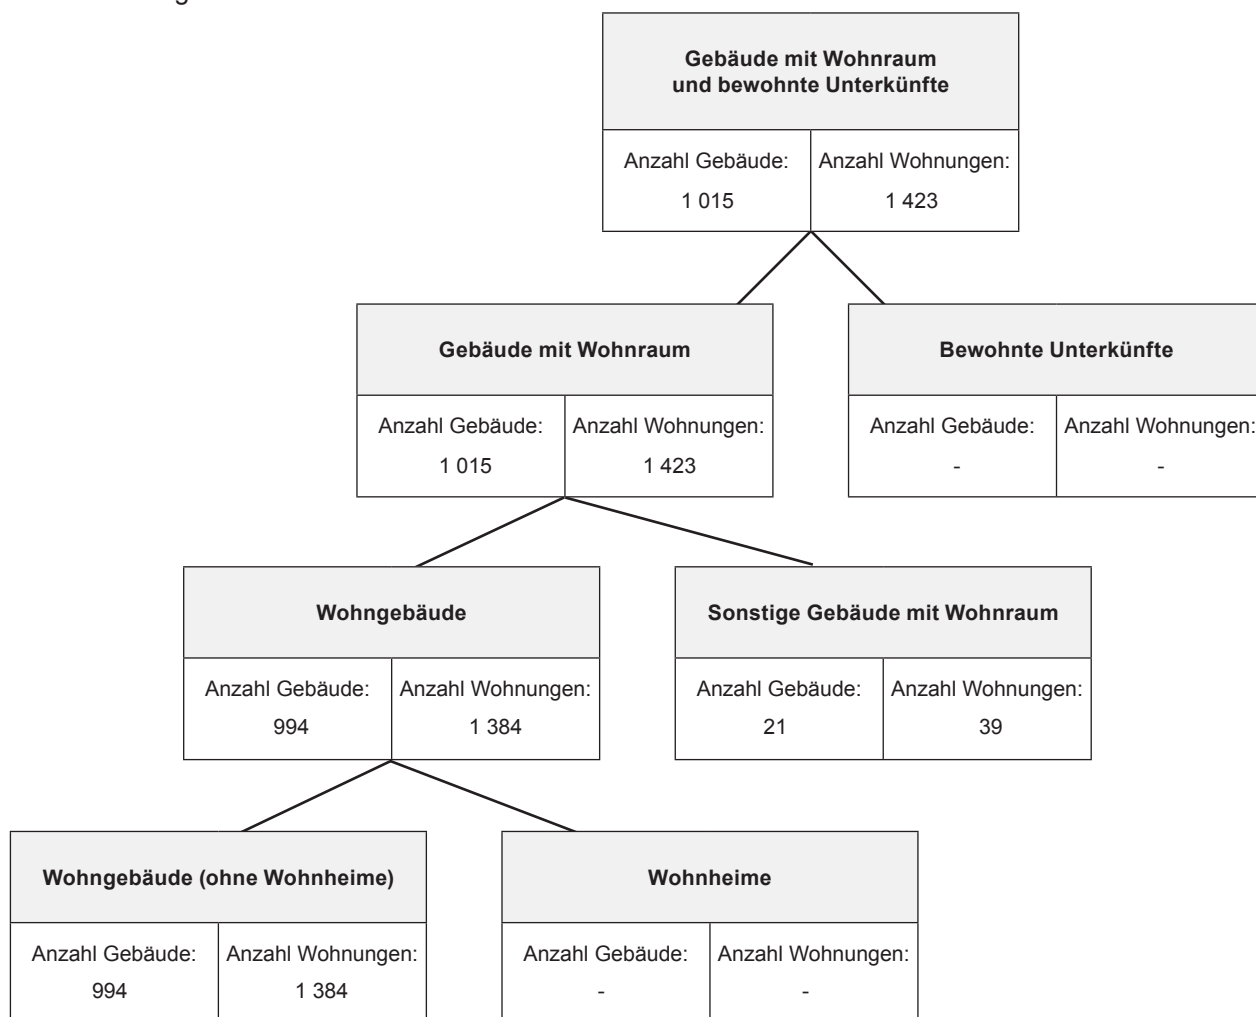 Gebäude mit Wohnraum
und bewohnte Unterkünfte
Anzahl Gebäude: Anzahl Wohnungen:
1 015 1 423
Gebäude mit Wohnraum Bewohnte Unterkünfte
Anzahl Gebäude: Anzahl Wohnungen: Anzahl Gebäude: Anzahl Wohnungen:
1 015 1 423 - -
Wohngebäude Sonstige Gebäude mit Wohnraum
Anzahl Gebäude: Anzahl Wohnungen: Anzahl Gebäude: Anzahl Wohnungen:
994 1 384 21 39
Wohngebäude (ohne Wohnheime) Wohnheime
Anzahl Gebäude: Anzahl Wohnungen: Anzahl Gebäude: Anzahl Wohnungen:
994 1 384 - -